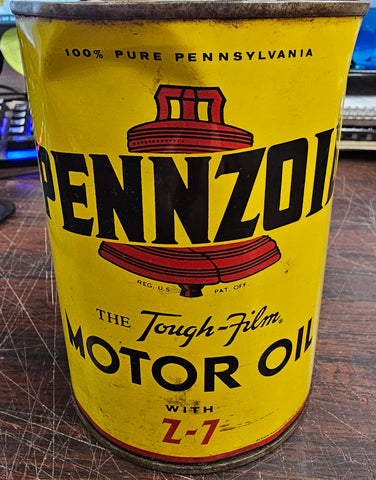 100% PURE PENNSYLVANIA
PENNZOIL
REG. U.S. PAT. OFF.
THE Tough-Film®
MOTOR OIL
WITH
Z-7